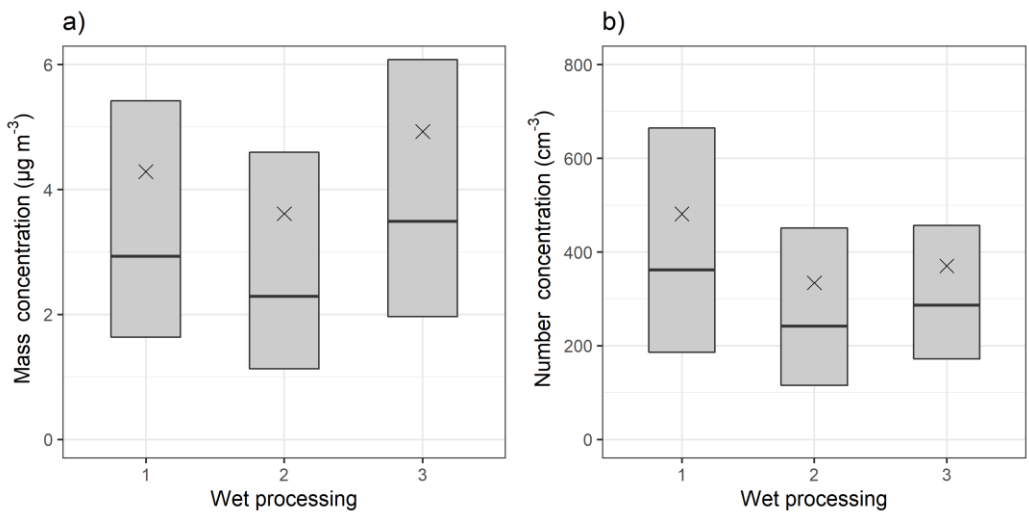 a)
Mass concentration (µg m⁻³)
6
4
2
0
1 2 3
Wet processing
b)
Number concentration (cm⁻³)
800
600
400
200
0
1 2 3
Wet processing